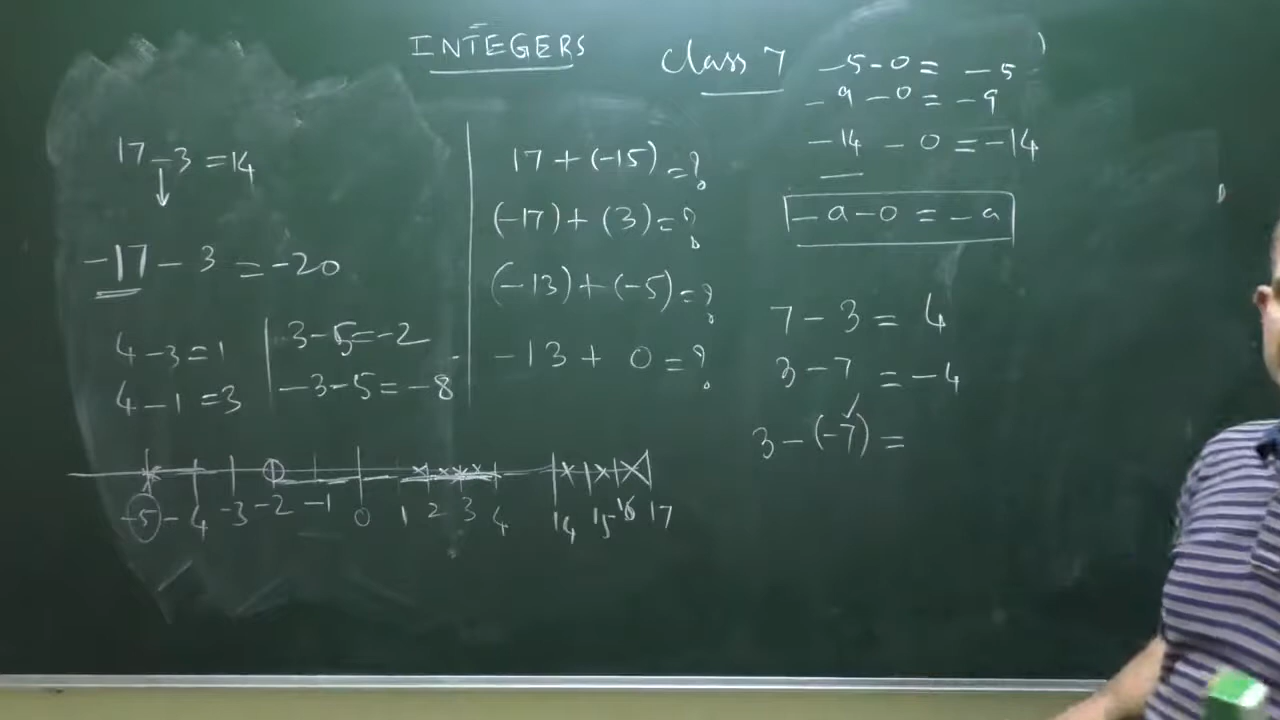 INTEGERS
Class 7
17 - 3 = 14
-17 - 3 = -20
4 - 3 = 1
4 - 1 = 3
3 - 5 = -2
-3 - 5 = -8
17 + (-15) = ?
(-17) + (3) = ?
(-13) + (-5) = ?
-13 + 0 = ?
-5 - 0 = -5
-9 - 0 = -9
-14 - 0 = -14
-a - 0 = -a
7 - 3 = 4
3 - 7 = -4
3 - (-7) =
-5 -4 -3 -2 -1 0 1 2 3 4 14 15 16 17